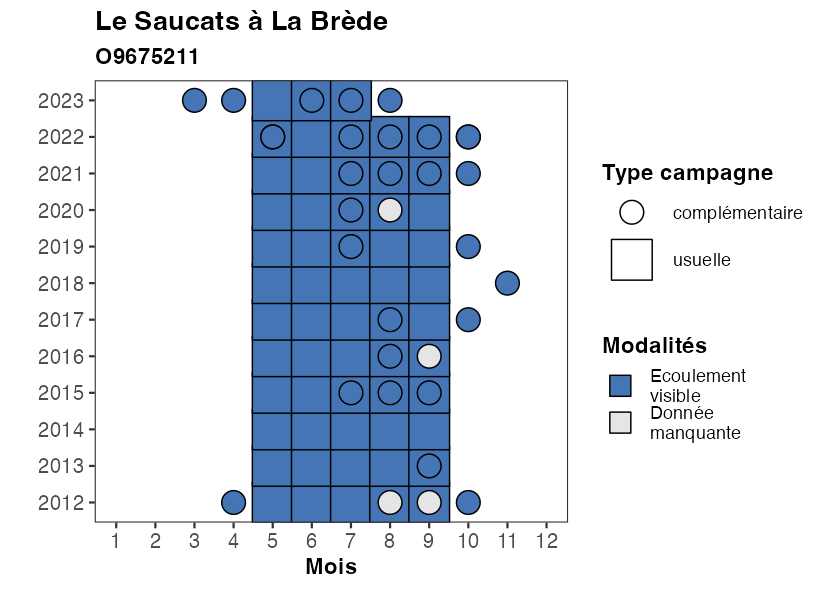 Le Saucats à La Brède
O9675211
2023
2022
2021
2020
2019
2018
2017
2016
2015
2014
2013
2012
1 2 3 4 5 6 7 8 9 10 11 12
Mois
Type campagne
complémentaire
usuelle
Modalités
Ecoulement
visible
Donnée
manquante